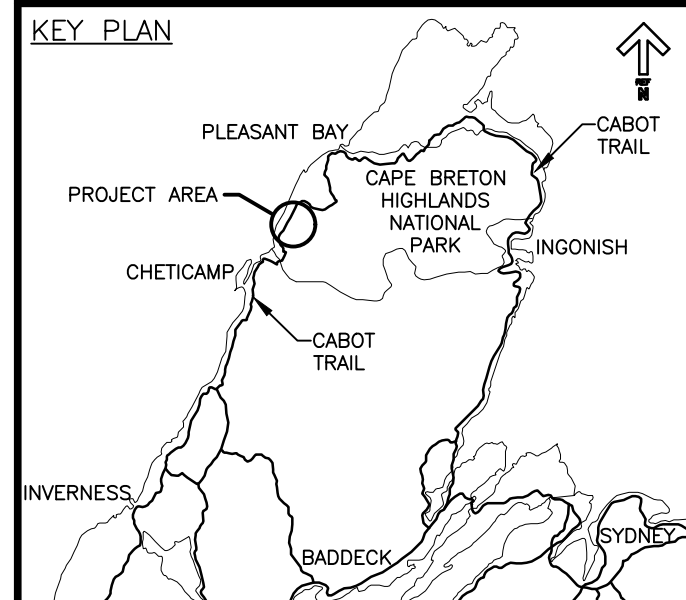 KEY PLAN
REF
N
PLEASANT BAY
CABOT
TRAIL
PROJECT AREA
CAPE BRETON
HIGHLANDS
NATIONAL
PARK
INGONISH
CHETICAMP
CABOT
TRAIL
INVERNESS
SYDNEY
BADDECK